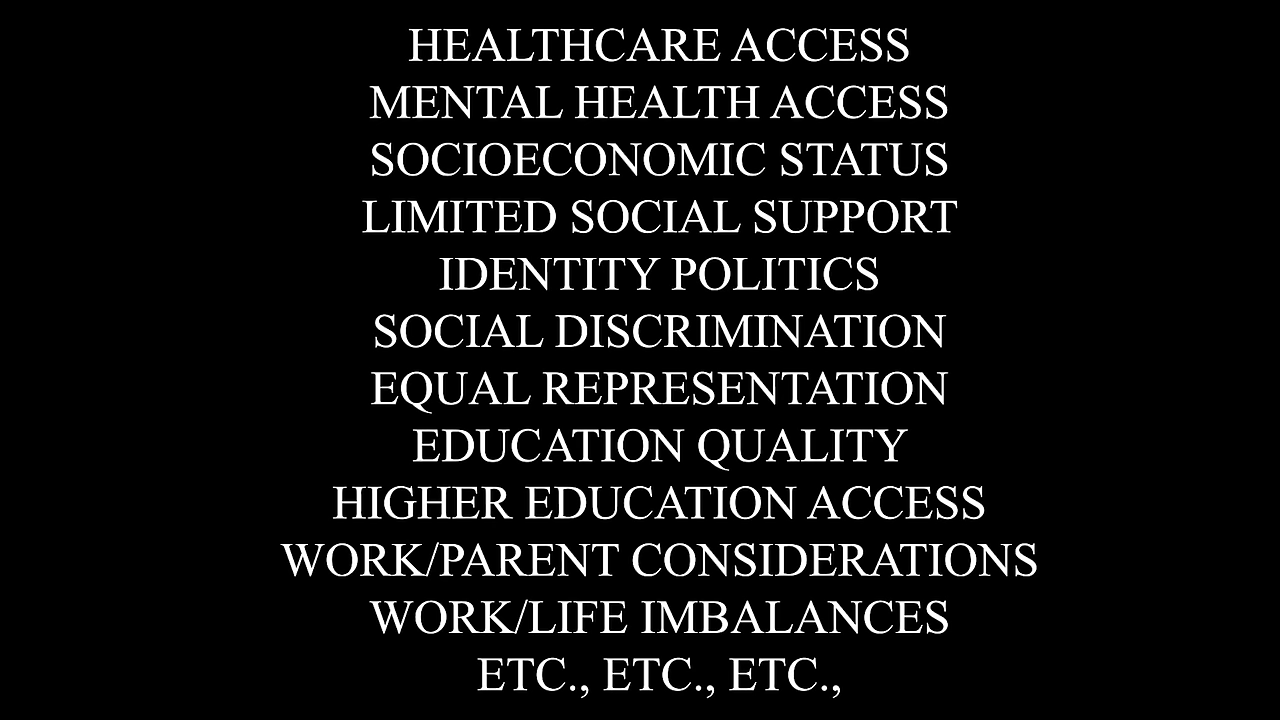 HEALTHCARE ACCESS
MENTAL HEALTH ACCESS
SOCIOECONOMIC STATUS
LIMITED SOCIAL SUPPORT
IDENTITY POLITICS
SOCIAL DISCRIMINATION
EQUAL REPRESENTATION
EDUCATION QUALITY
HIGHER EDUCATION ACCESS
WORK/PARENT CONSIDERATIONS
WORK/LIFE IMBALANCES
ETC., ETC., ETC.,